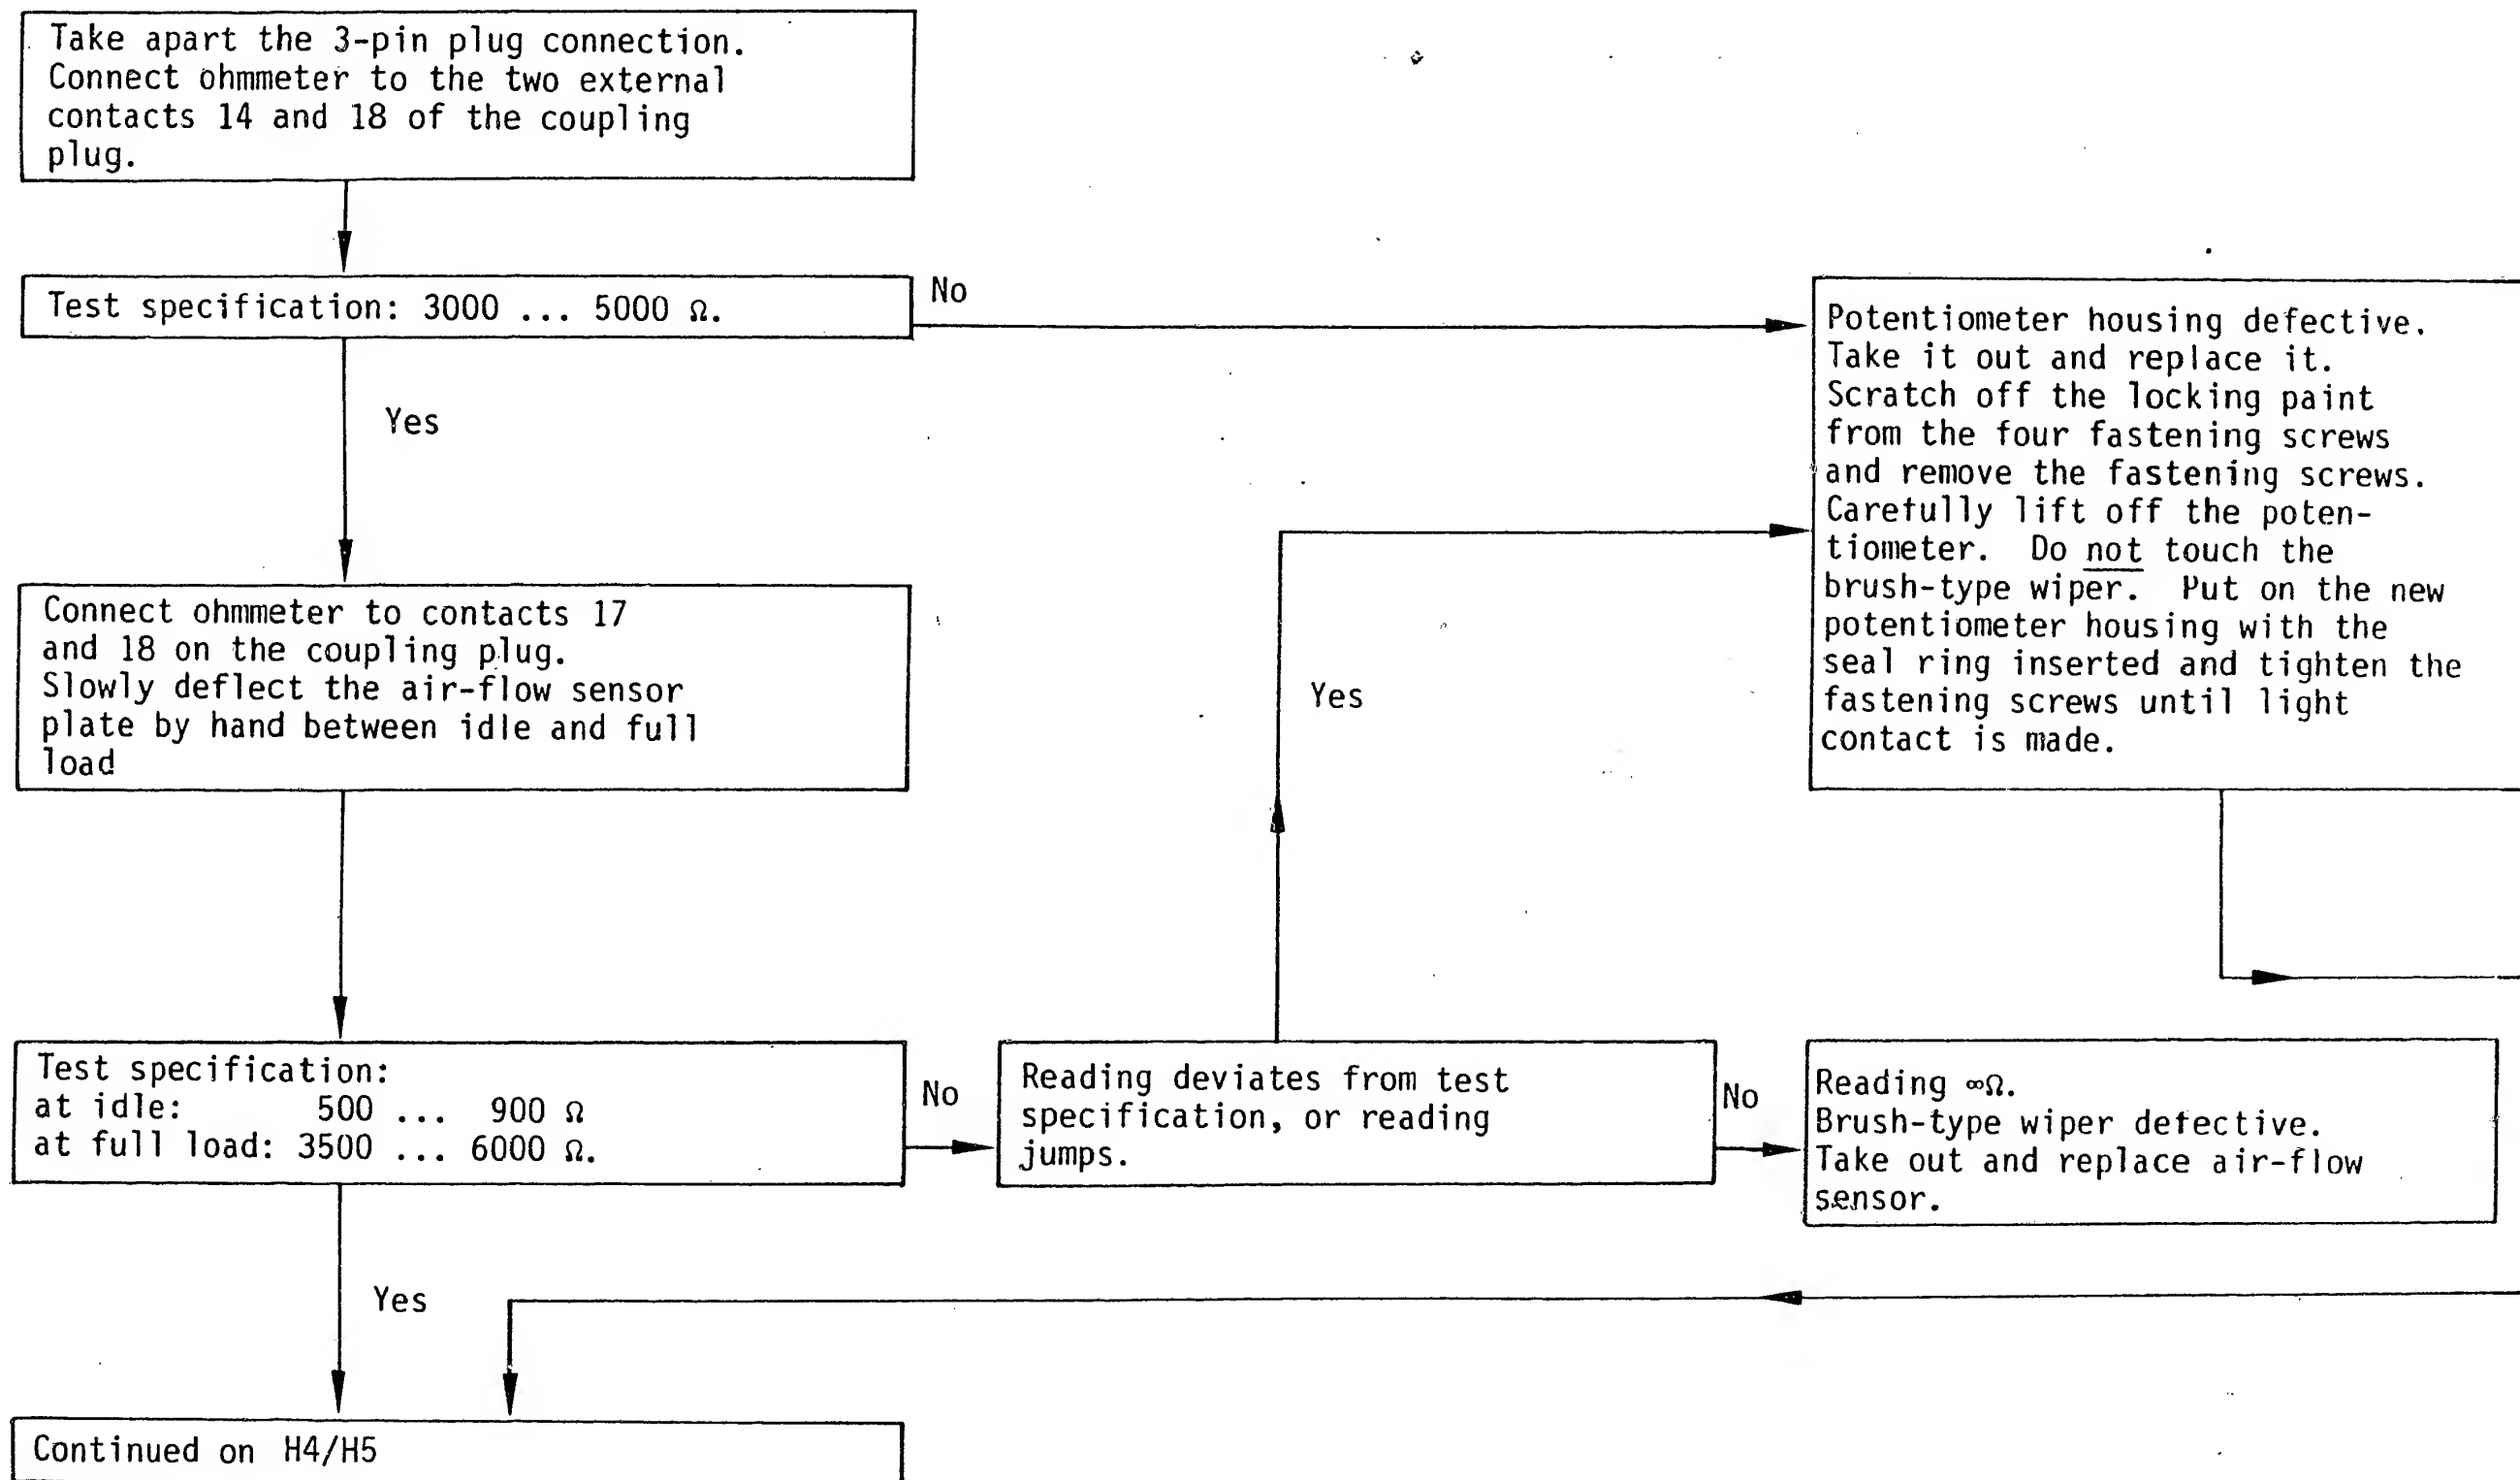 Take apart the 3-pin plug connection.
Connect ohmmeter to the two external
contacts 14 and 18 of the coupling
plug.
Test specification: 3000 ... 5000 Ω.
No
Yes
Potentiometer housing defective.
Take it out and replace it.
Scratch off the locking paint
from the four fastening screws
and remove the fastening screws.
Carefully lift off the poten-
tiometer. Do not touch the
brush-type wiper. Put on the new
potentiometer housing with the
seal ring inserted and tighten the
fastening screws until light
contact is made.
Connect ohmmeter to contacts 17
and 18 on the coupling plug.
Slowly deflect the air-flow sensor
plate by hand between idle and full
load
Yes
Test specification:
at idle: 500 ... 900 Ω
at full load: 3500 ... 6000 Ω.
No
Reading deviates from test
specification, or reading
jumps.
No
Reading ∞Ω.
Brush-type wiper defective.
Take out and replace air-flow
sensor.
Yes
Continued on H4/H5